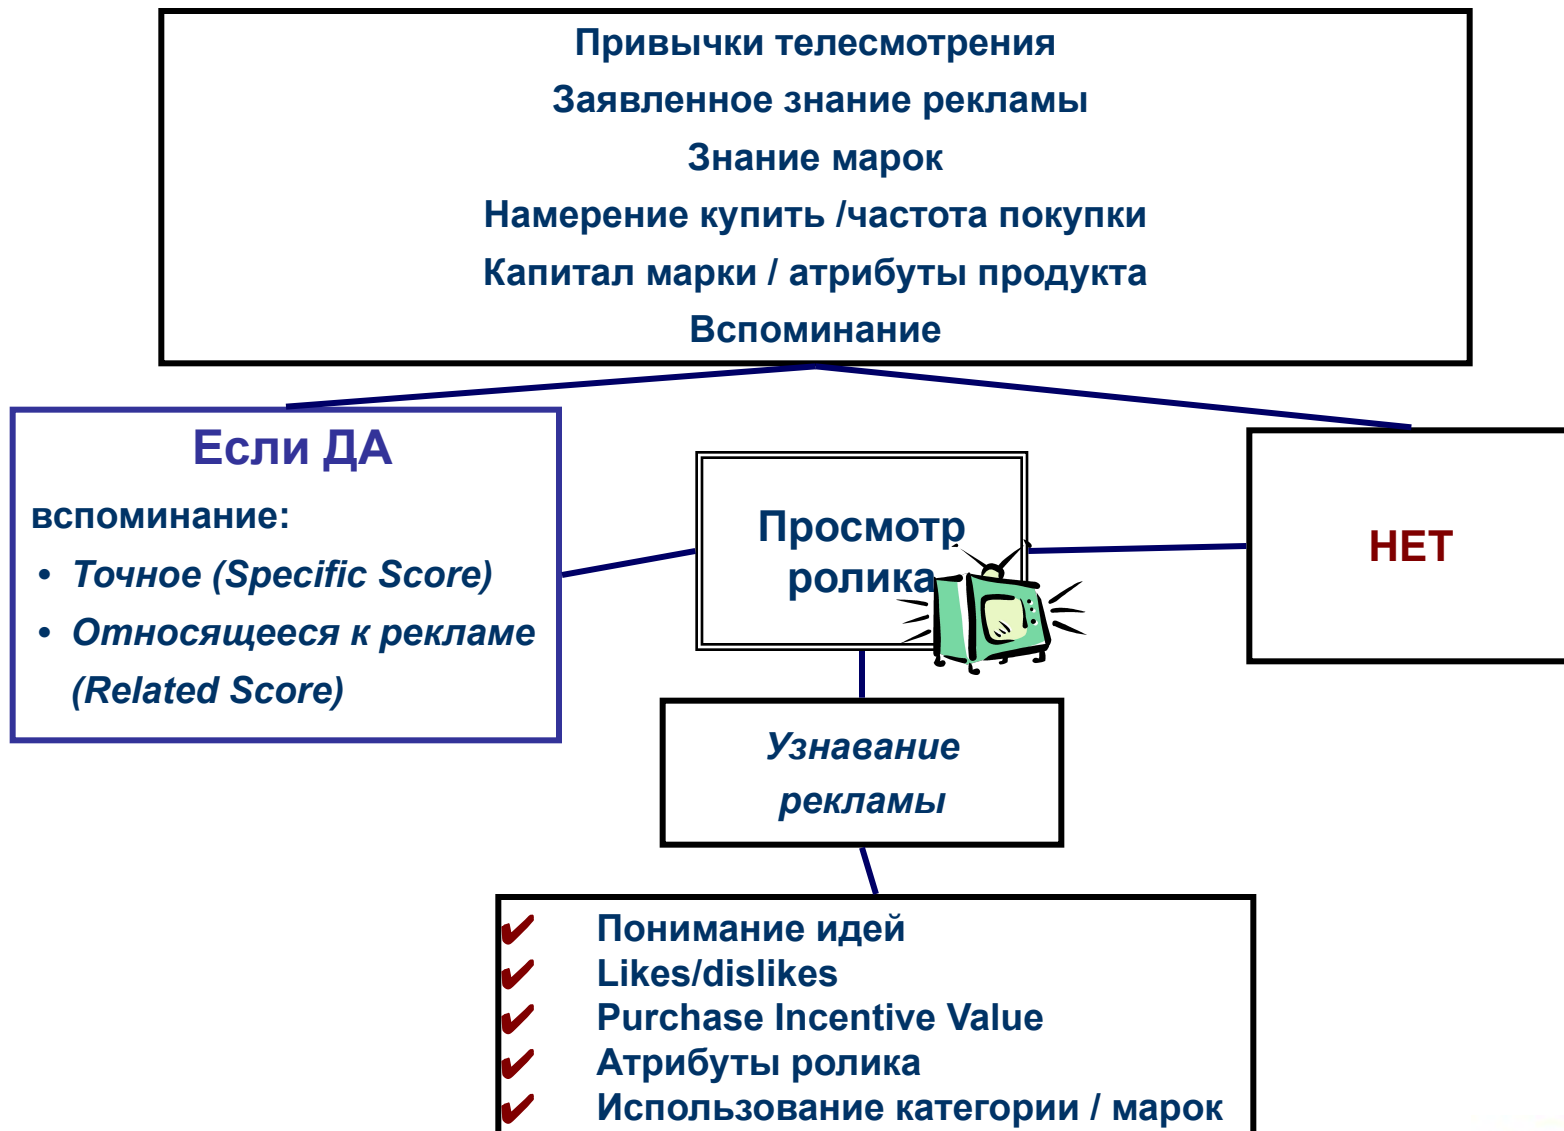 Привычки телесмотрения
Заявленное знание рекламы
Знание марок
Намерение купить /частота покупки
Капитал марки / атрибуты продукта
Вспоминание
Если ДА
вспоминание:
• Точное (Specific Score)
• Относящееся к рекламе
(Related Score)
Просмотр
ролика
НЕТ
Узнавание
рекламы
✔ Понимание идей
✔ Likes/dislikes
✔ Purchase Incentive Value
✔ Атрибуты ролика
✔ Использование категории / марок